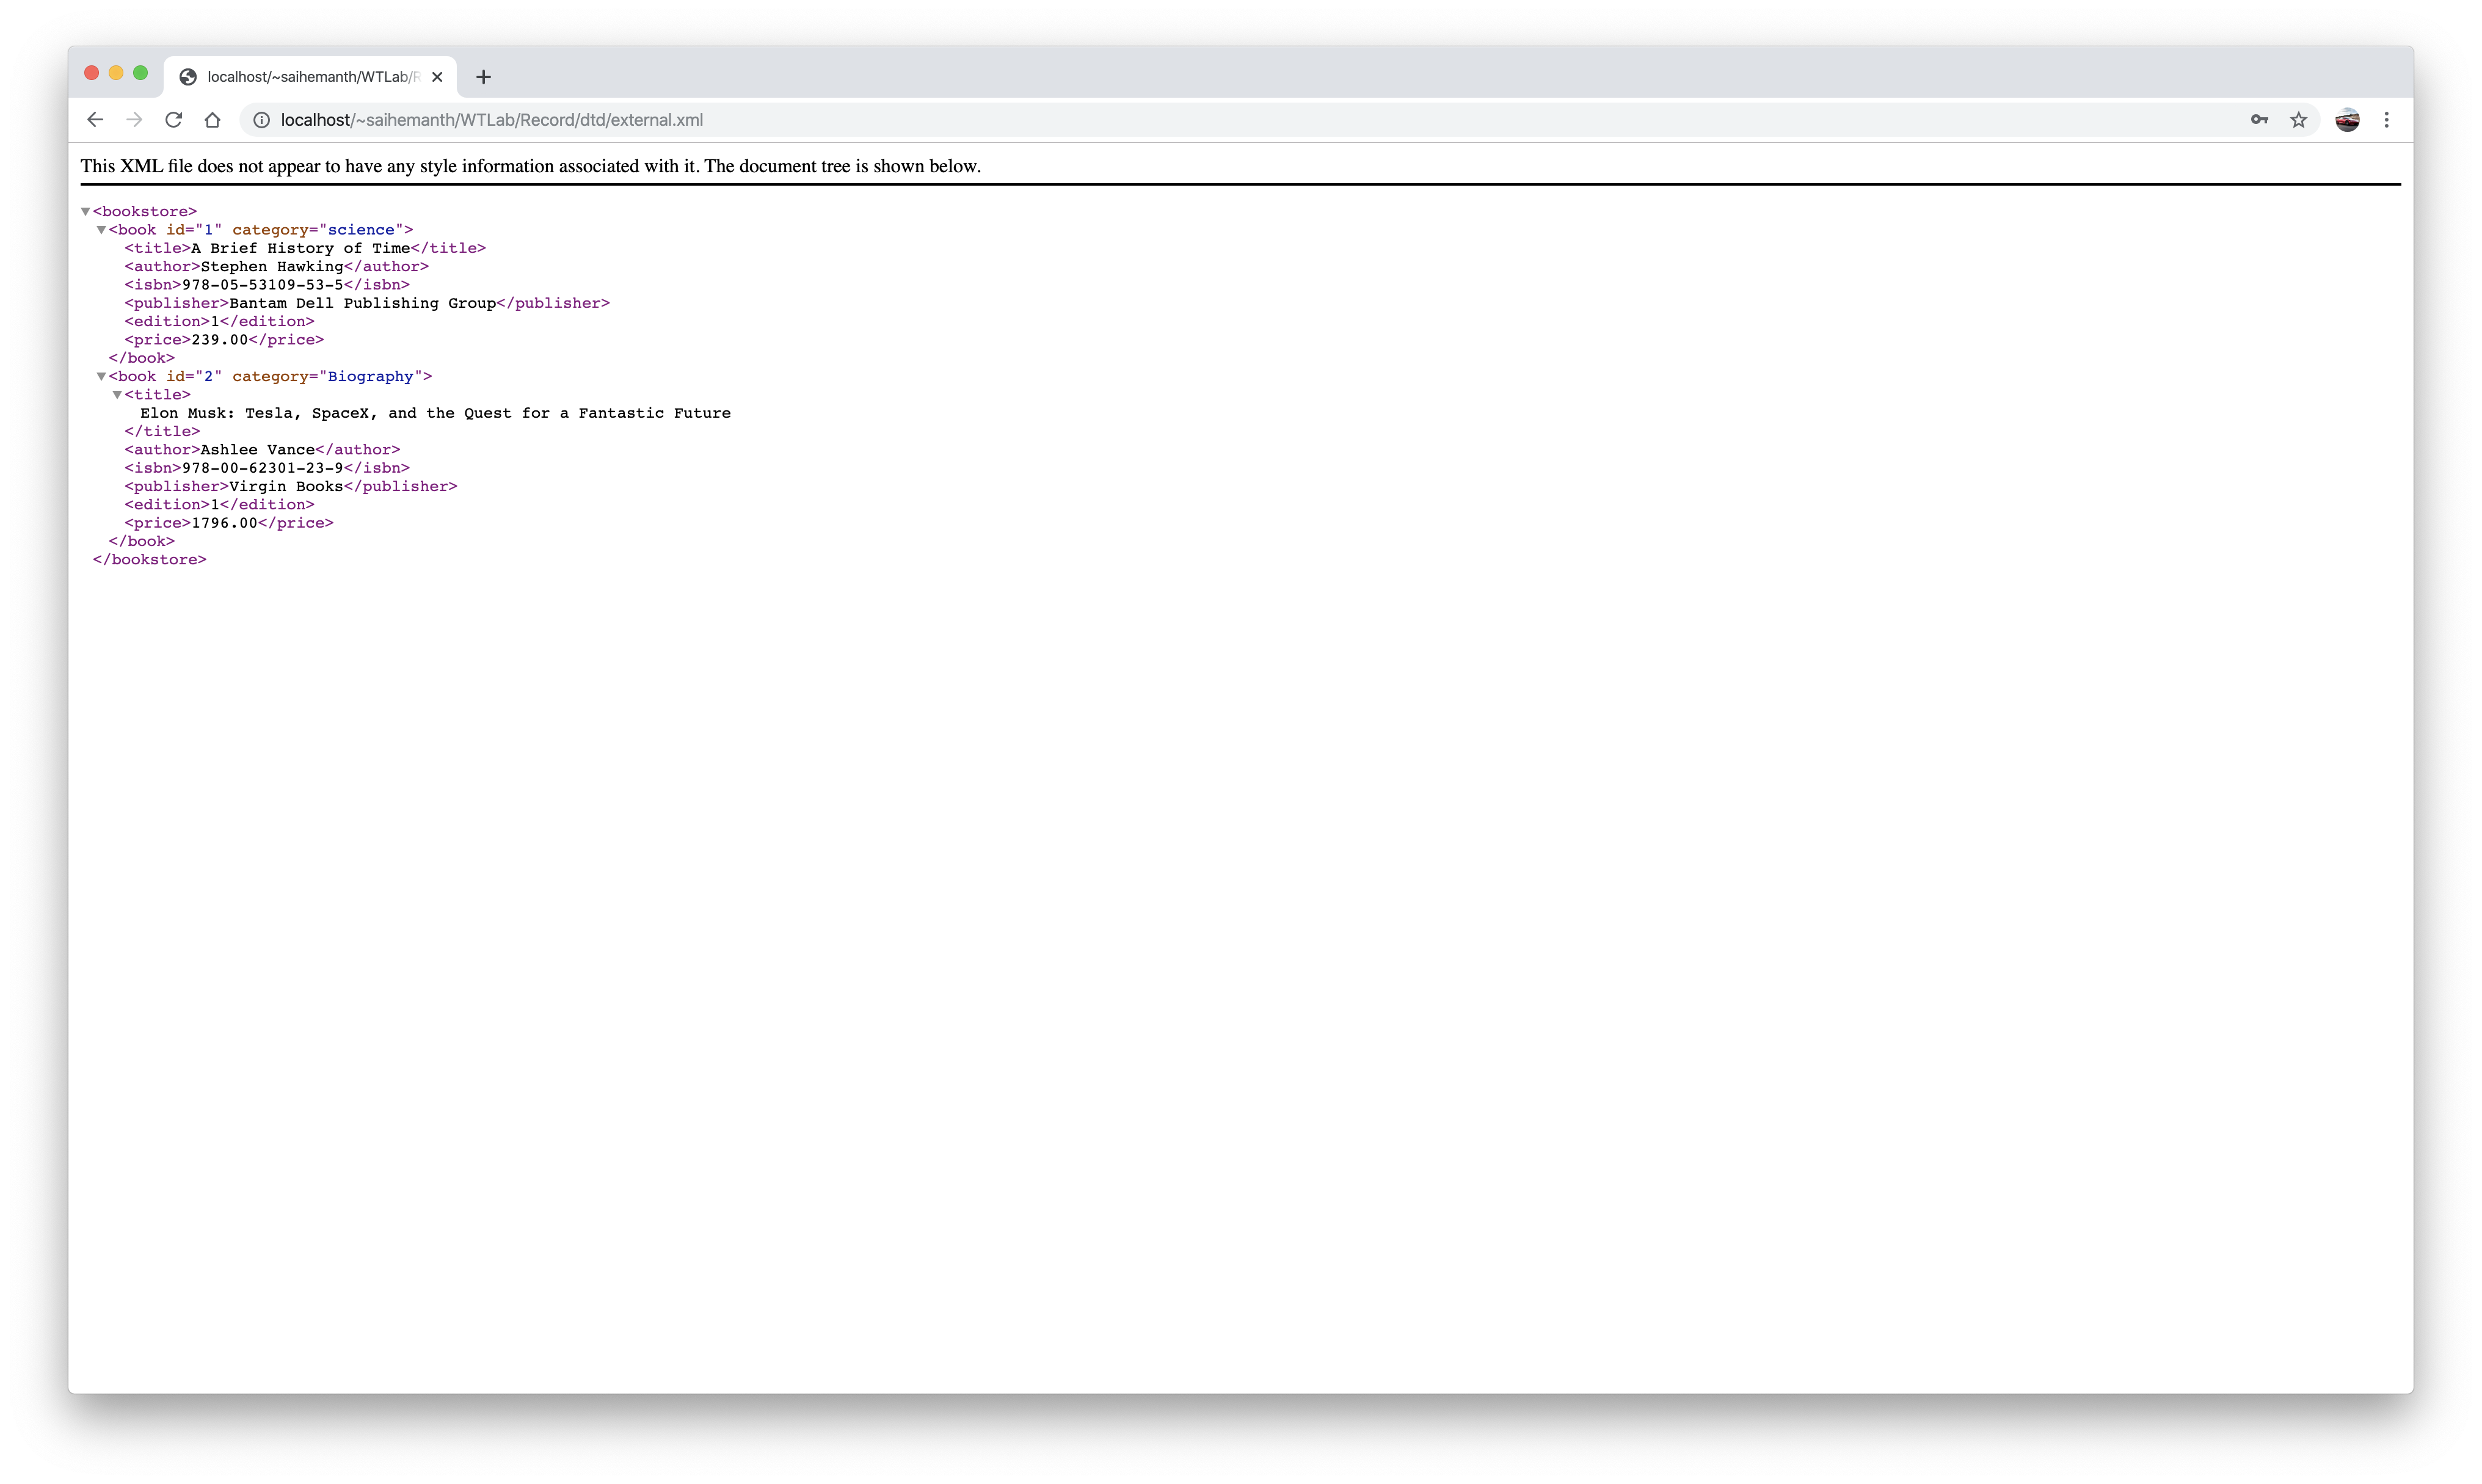 localhost/~saihemanth/WTLab/R
localhost/~saihemanth/WTLab/Record/dtd/external.xml
This XML file does not appear to have any style information associated with it. The document tree is shown below.
<bookstore>
<book id="1" category="science">
<title>A Brief History of Time</title>
<author>Stephen Hawking</author>
<isbn>978-05-53109-53-5</isbn>
<publisher>Bantam Dell Publishing Group</publisher>
<edition>1</edition>
<price>239.00</price>
</book>
<book id="2" category="Biography">
<title>
Elon Musk: Tesla, SpaceX, and the Quest for a Fantastic Future
</title>
<author>Ashlee Vance</author>
<isbn>978-00-62301-23-9</isbn>
<publisher>Virgin Books</publisher>
<edition>1</edition>
<price>1796.00</price>
</book>
</bookstore>